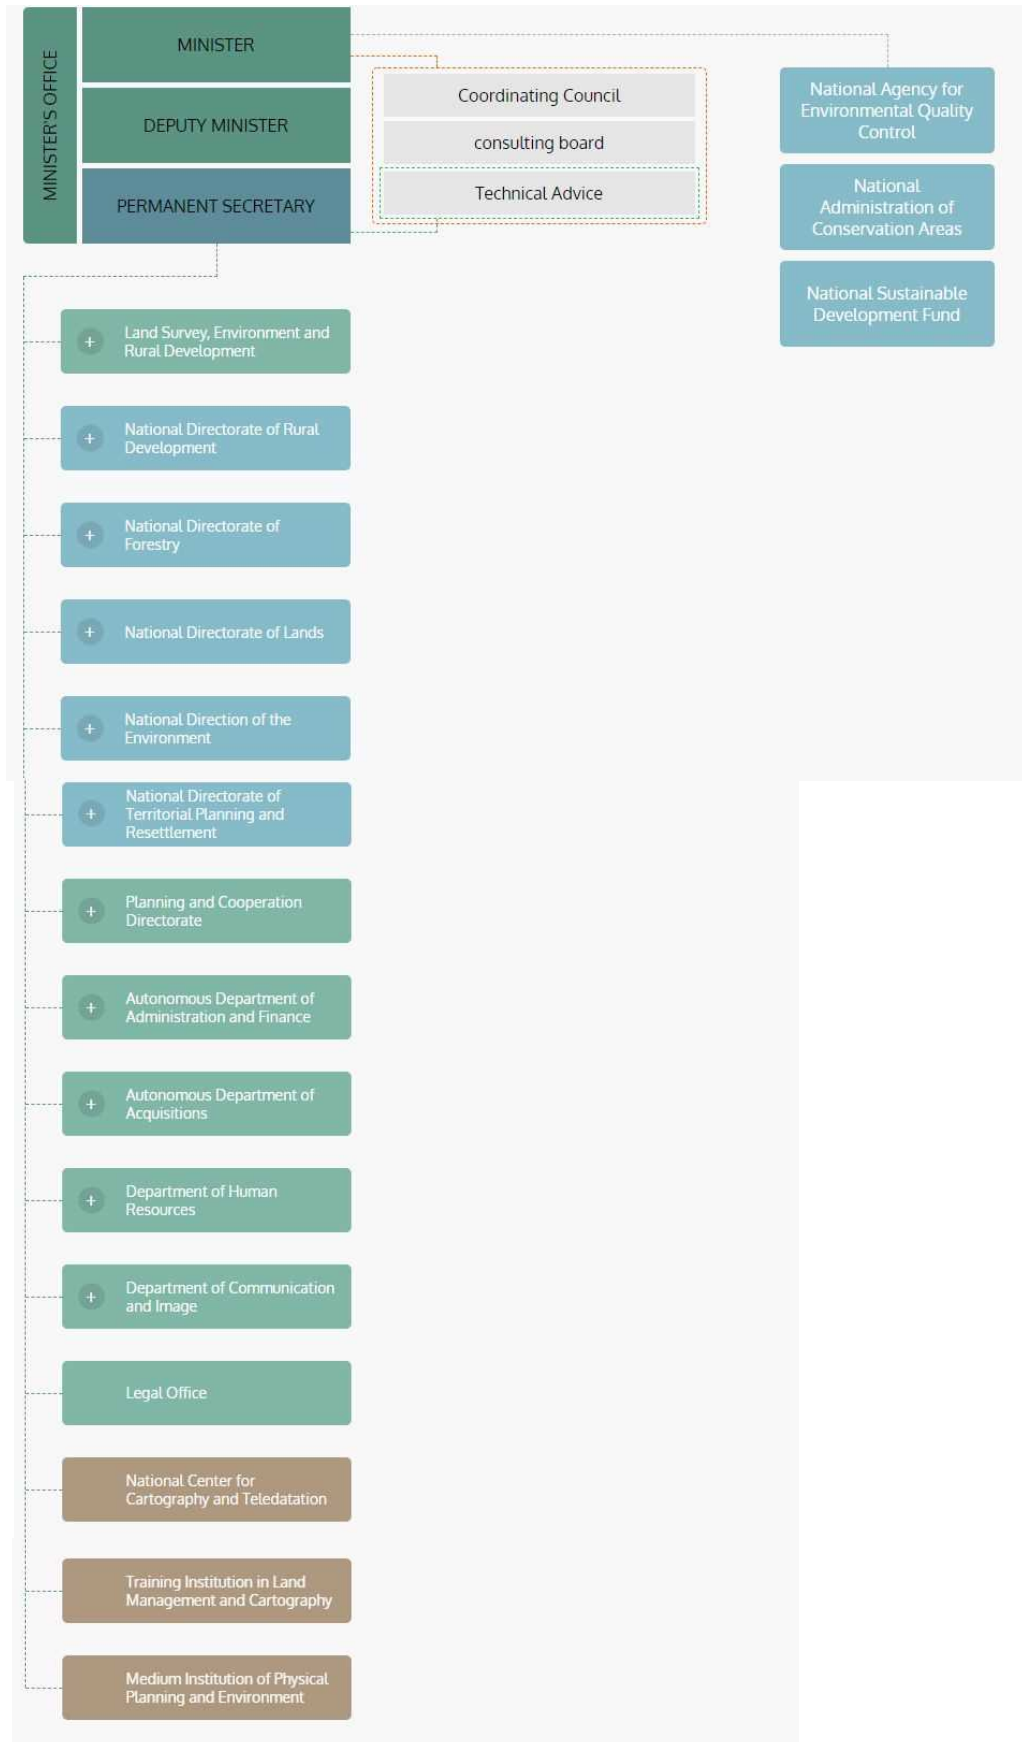 MINISTER'S OFFICE
MINISTER
DEPUTY MINISTER
PERMANENT SECRETARY
Coordinating Council
consulting board
Technical Advice
National Agency for
Environmental Quality
Control
National
Administration of
Conservation Areas
National Sustainable
Development Fund
+
Land Survey, Environment and
Rural Development
+
National Directorate of Rural
Development
+
National Directorate of
Forestry
+
National Directorate of Lands
+
National Direction of the
Environment
+
National Directorate of
Territorial Planning and
Resettlement
+
Planning and Cooperation
Directorate
+
Autonomous Department of
Administration and Finance
+
Autonomous Department of
Acquisitions
+
Department of Human
Resources
+
Department of Communication
and Image
Legal Office
National Center for
Cartography and Teledatation
Training Institution in Land
Management and Cartography
Medium Institution of Physical
Planning and Environment